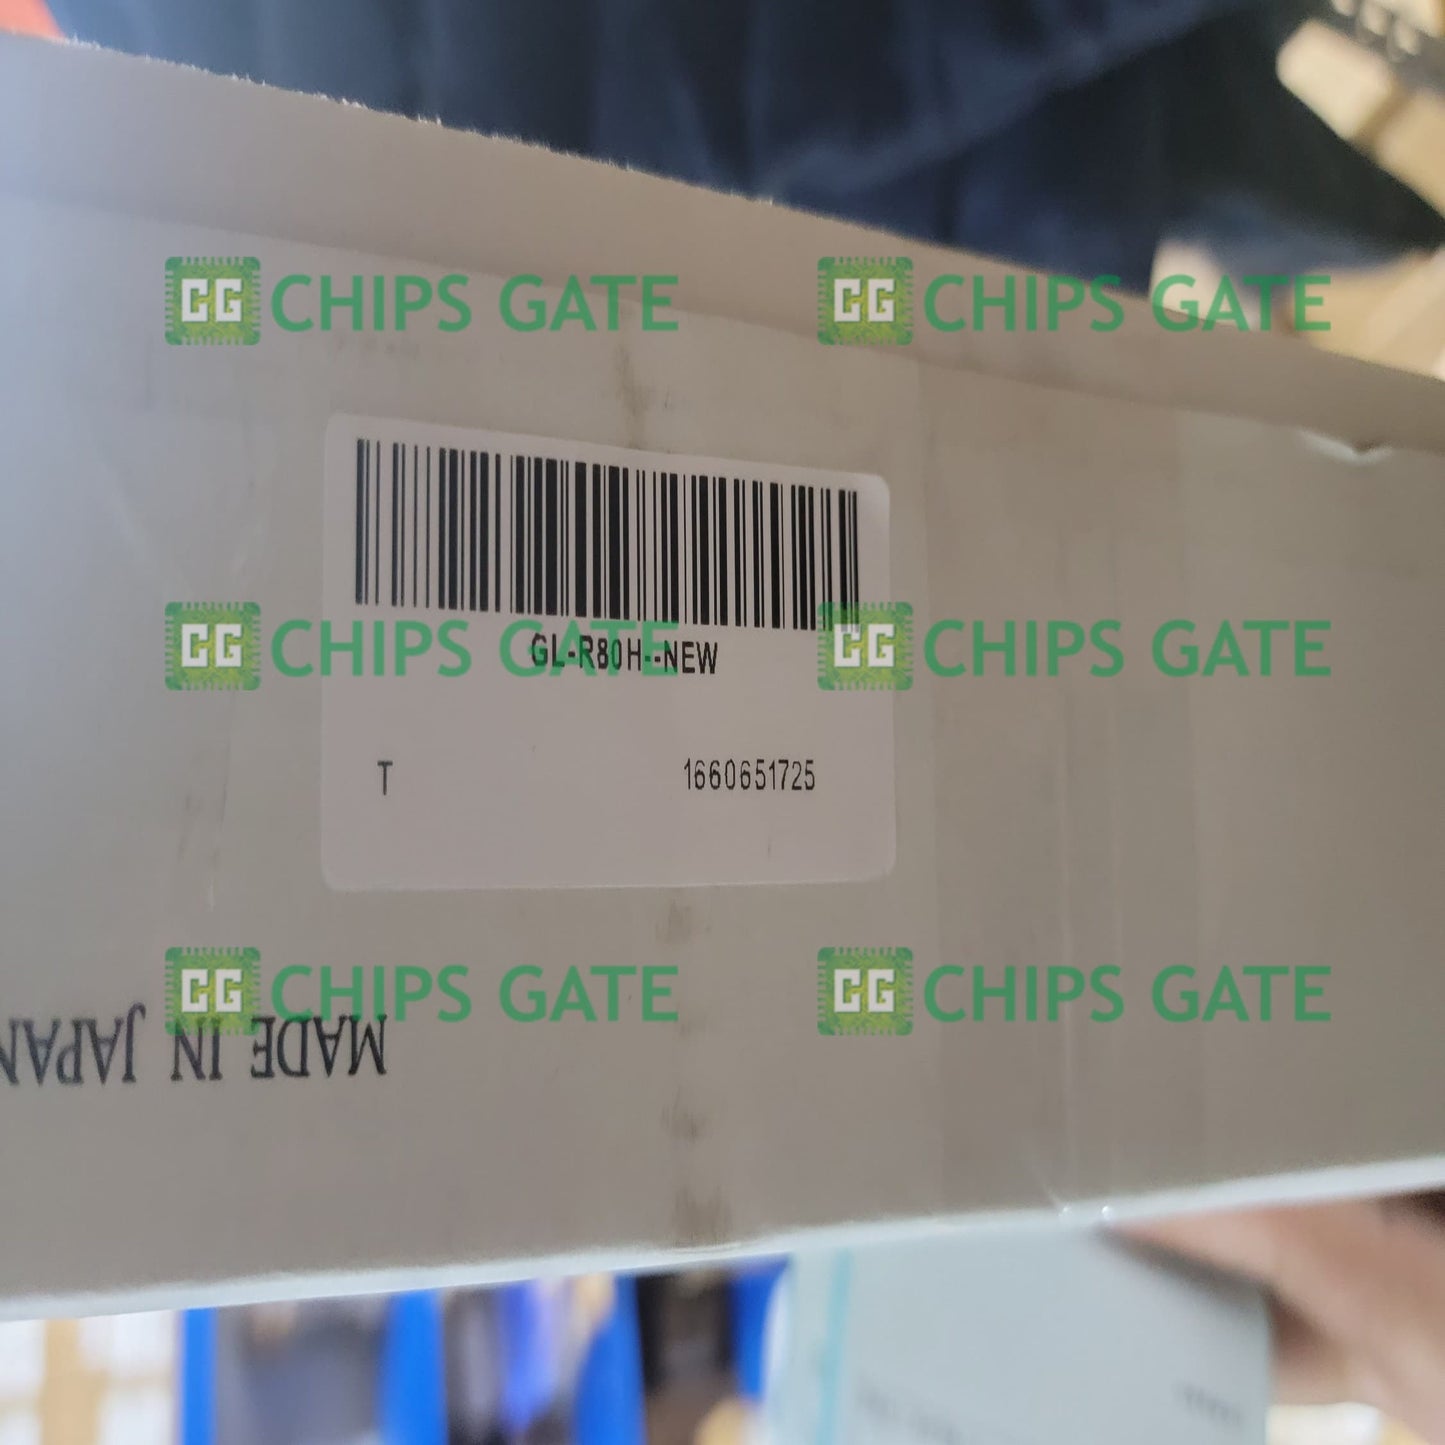 CG CHIPS GATE CG CHIPS GATE
CG CHIPS GATE CG CHIPS GATE
GL-R80H--NEW
T 1660651725
CG CHIPS GATE CG CHIPS GATE
MADE IN JAPAN